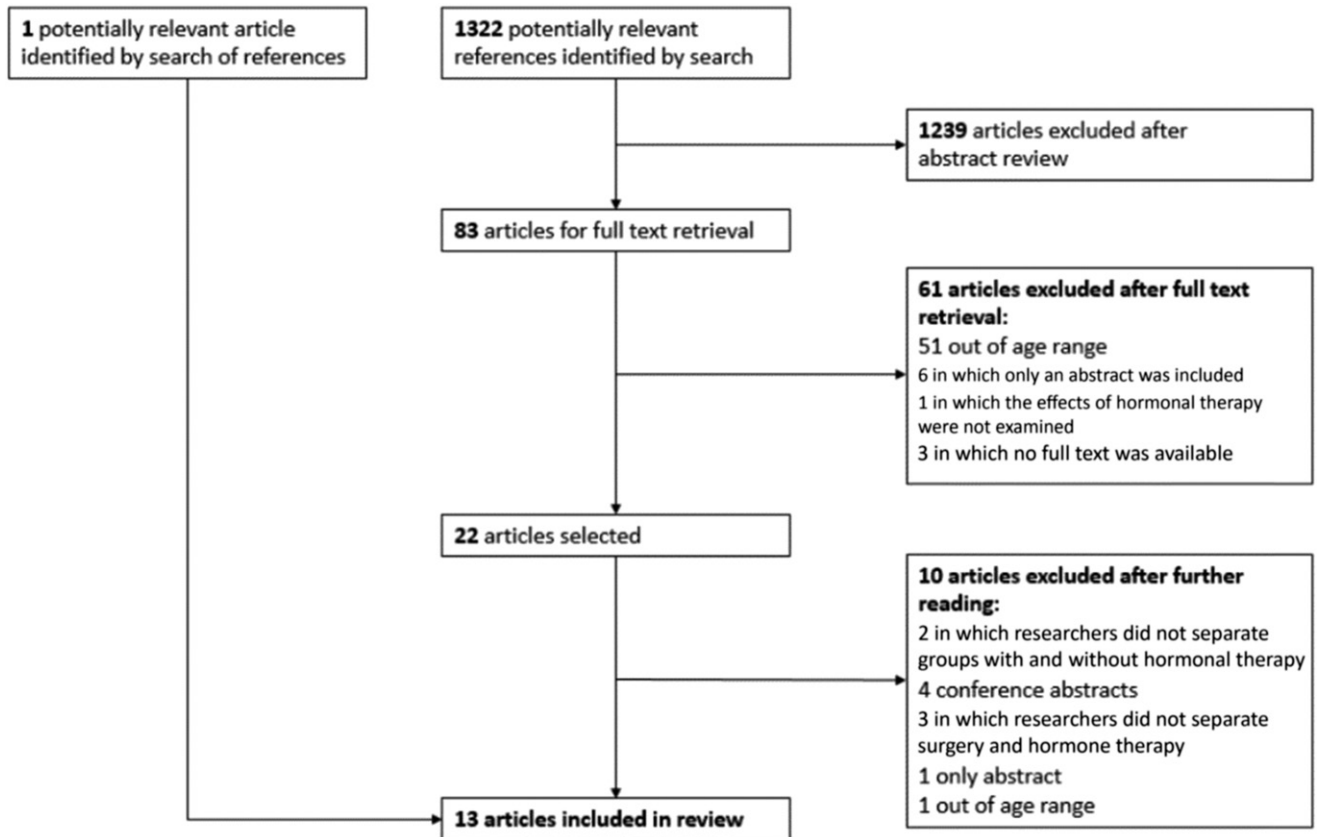 1 potentially relevant article
identified by search of references
1322 potentially relevant
references identified by search
1239 articles excluded after
abstract review
83 articles for full text retrieval
61 articles excluded after full text
retrieval:
51 out of age range
6 in which only an abstract was included
1 in which the effects of hormonal therapy
were not examined
3 in which no full text was available
22 articles selected
10 articles excluded after further
reading:
2 in which researchers did not separate
groups with and without hormonal therapy
4 conference abstracts
3 in which researchers did not separate
surgery and hormone therapy
1 only abstract
1 out of age range
13 articles included in review